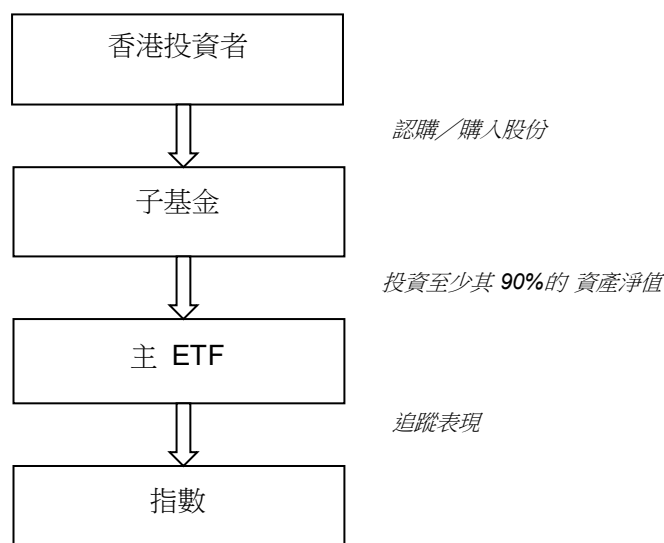 香港投資者
認購／購入股份
子基金
投資至少其 90%的 資產淨值
主 ETF
追蹤表現
指數